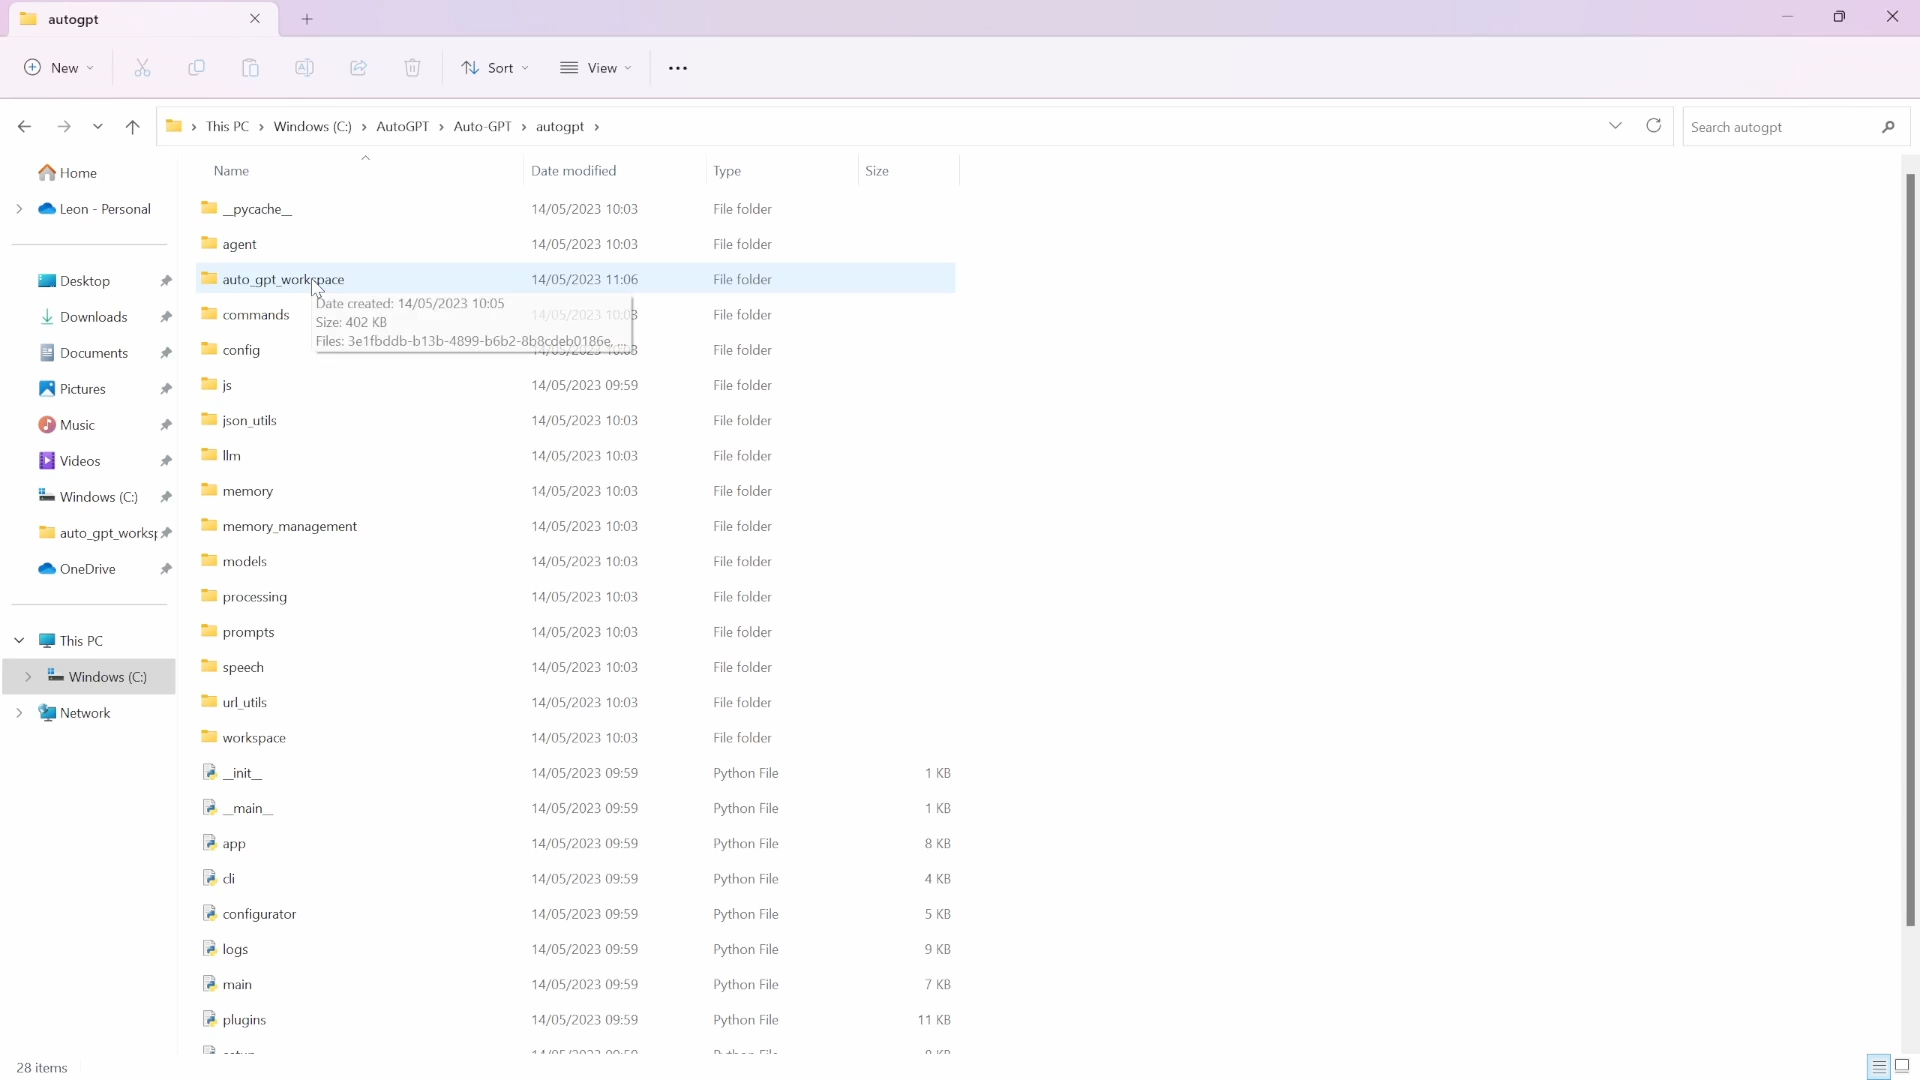 autogpt
New
Sort
View
This PC > Windows (C:) > AutoGPT > Auto-GPT > autogpt >
Search autogpt
Home
Leon - Personal
Desktop
Downloads
Documents
Pictures
Music
Videos
Windows (C:)
auto_gpt_works
OneDrive
This PC
Windows (C:)
Network
Name Date modified Type Size
__pycache__ 14/05/2023 10:03 File folder
agent 14/05/2023 10:03 File folder
auto_gpt_workspace 14/05/2023 11:06 File folder
Date created: 14/05/2023 10:05
Size: 402 KB
Files: 3e1fbddb-b13b-4899-b6b2-8b8cdeb0186e, ...
commands 14/05/2023 10:03 File folder
config 14/05/2023 10:03 File folder
js 14/05/2023 09:59 File folder
json_utils 14/05/2023 10:03 File folder
llm 14/05/2023 10:03 File folder
memory 14/05/2023 10:03 File folder
memory_management 14/05/2023 10:03 File folder
models 14/05/2023 10:03 File folder
processing 14/05/2023 10:03 File folder
prompts 14/05/2023 10:03 File folder
speech 14/05/2023 10:03 File folder
url_utils 14/05/2023 10:03 File folder
workspace 14/05/2023 10:03 File folder
__init__ 14/05/2023 09:59 Python File 1 KB
__main__ 14/05/2023 09:59 Python File 1 KB
app 14/05/2023 09:59 Python File 8 KB
cli 14/05/2023 09:59 Python File 4 KB
configurator 14/05/2023 09:59 Python File 5 KB
logs 14/05/2023 09:59 Python File 9 KB
main 14/05/2023 09:59 Python File 7 KB
plugins 14/05/2023 09:59 Python File 11 KB
28 items